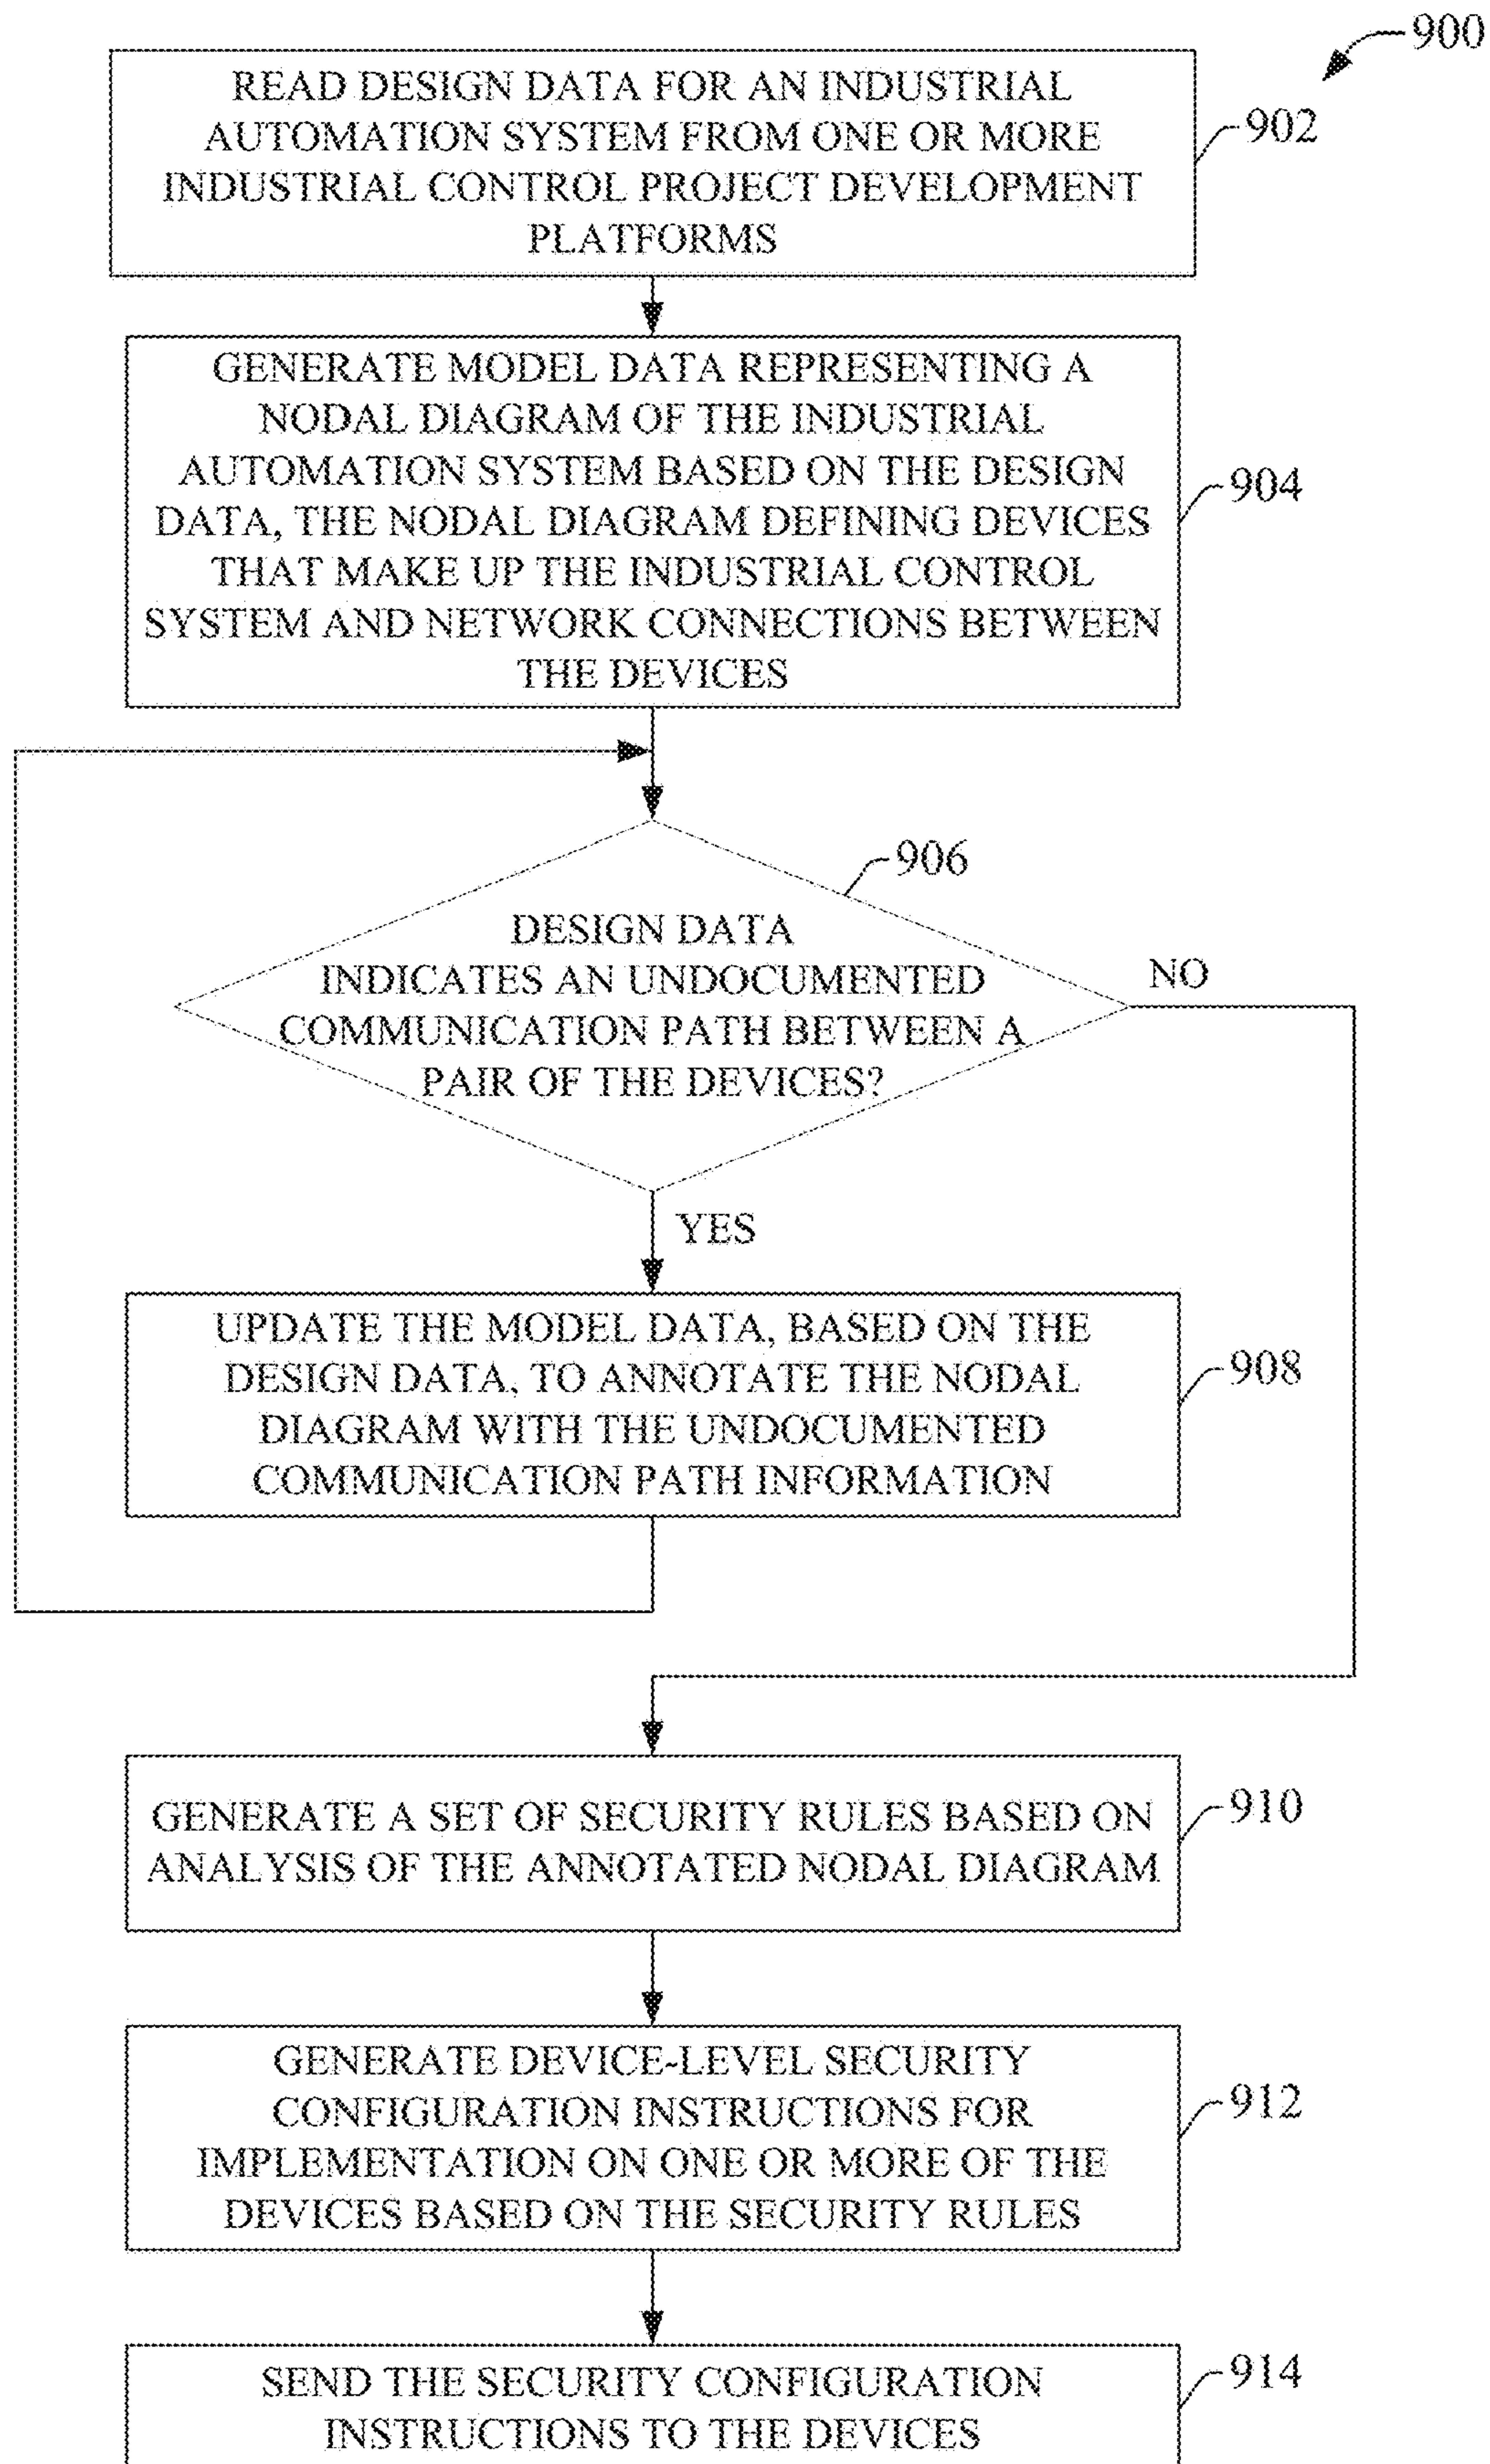 900
READ DESIGN DATA FOR AN INDUSTRIAL
AUTOMATION SYSTEM FROM ONE OR MORE
INDUSTRIAL CONTROL PROJECT DEVELOPMENT
PLATFORMS
902
GENERATE MODEL DATA REPRESENTING A
NODAL DIAGRAM OF THE INDUSTRIAL
AUTOMATION SYSTEM BASED ON THE DESIGN
DATA, THE NODAL DIAGRAM DEFINING DEVICES
THAT MAKE UP THE INDUSTRIAL CONTROL
SYSTEM AND NETWORK CONNECTIONS BETWEEN
THE DEVICES
904
906
DESIGN DATA
INDICATES AN UNDOCUMENTED
COMMUNICATION PATH BETWEEN A
PAIR OF THE DEVICES?
NO
YES
UPDATE THE MODEL DATA, BASED ON THE
DESIGN DATA, TO ANNOTATE THE NODAL
DIAGRAM WITH THE UNDOCUMENTED
COMMUNICATION PATH INFORMATION
908
GENERATE A SET OF SECURITY RULES BASED ON
ANALYSIS OF THE ANNOTATED NODAL DIAGRAM
910
GENERATE DEVICE-LEVEL SECURITY
CONFIGURATION INSTRUCTIONS FOR
IMPLEMENTATION ON ONE OR MORE OF THE
DEVICES BASED ON THE SECURITY RULES
912
SEND THE SECURITY CONFIGURATION
INSTRUCTIONS TO THE DEVICES
914